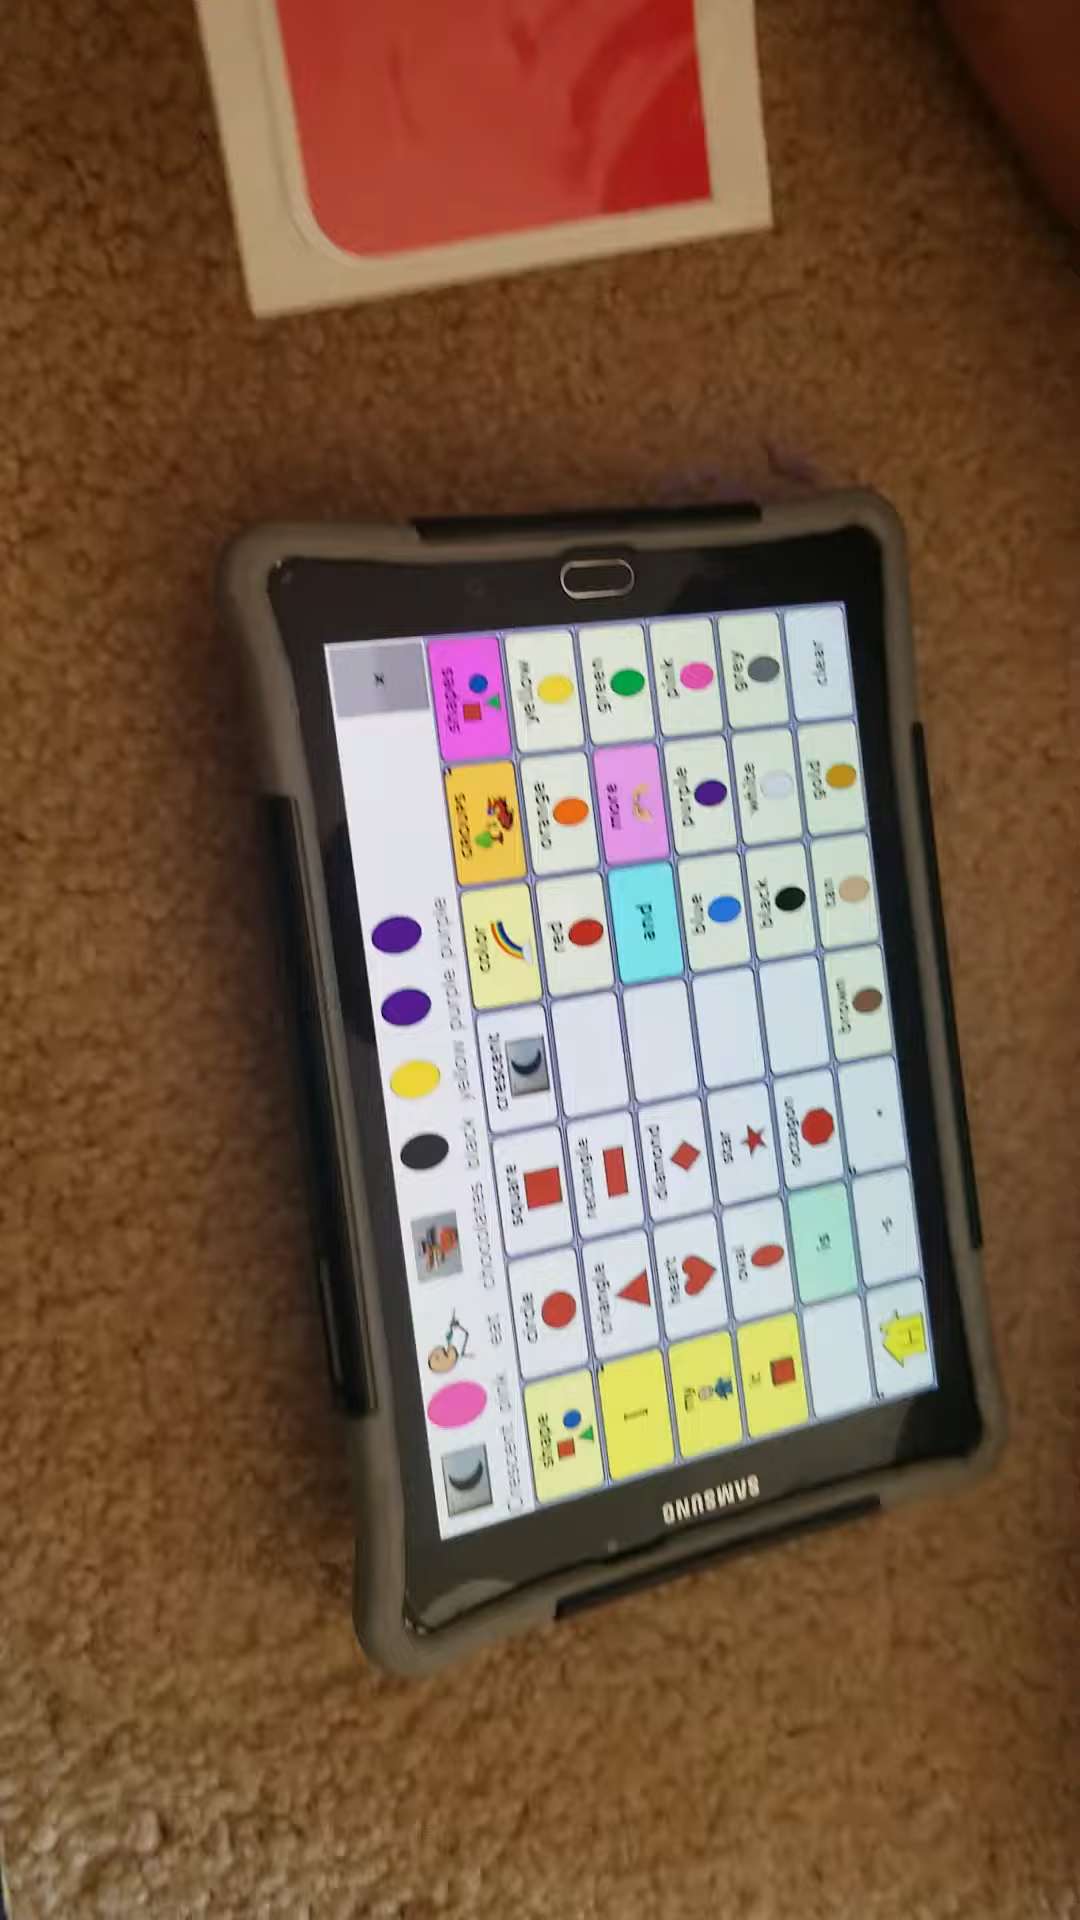 Crescent pink eat chocolates black yellow purple purple x
shape circle square crescent color GROUPS shapes
I triangle rectangle red orange yellow
my heart diamond and more green
it oval star blue purple pink
is octagon black white grey
H -s . brown tan gold clear
SAMSUNG